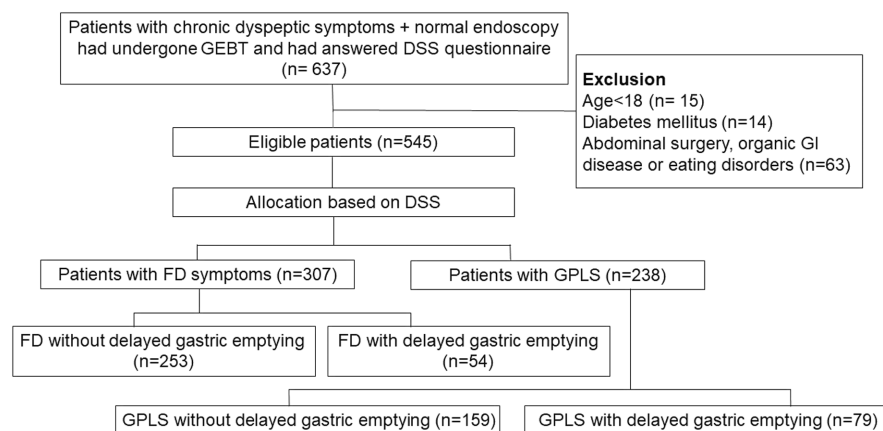 Patients with chronic dyspeptic symptoms + normal endoscopy
had undergone GEBT and had answered DSS questionnaire
(n= 637)
Exclusion
Age<18 (n= 15)
Diabetes mellitus (n=14)
Abdominal surgery, organic GI
disease or eating disorders (n=63)
Eligible patients (n=545)
Allocation based on DSS
Patients with FD symptoms (n=307)
Patients with GPLS (n=238)
FD without delayed gastric emptying
(n=253)
FD with delayed gastric emptying
(n=54)
GPLS without delayed gastric emptying (n=159)
GPLS with delayed gastric emptying (n=79)